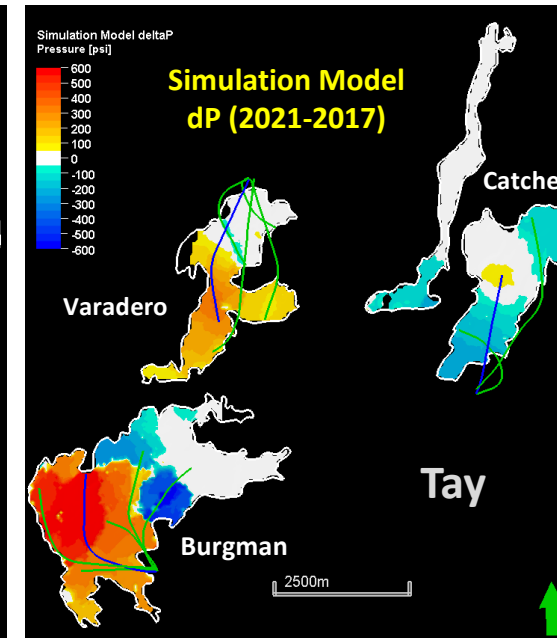 Simulation Model deltaP
Pressure [psi]
600
500
400
300
200
100
0
-100
-200
-300
-400
-500
-600
Simulation Model
dP (2021-2017)
Catche
Varadero
Tay
Burgman
2500m